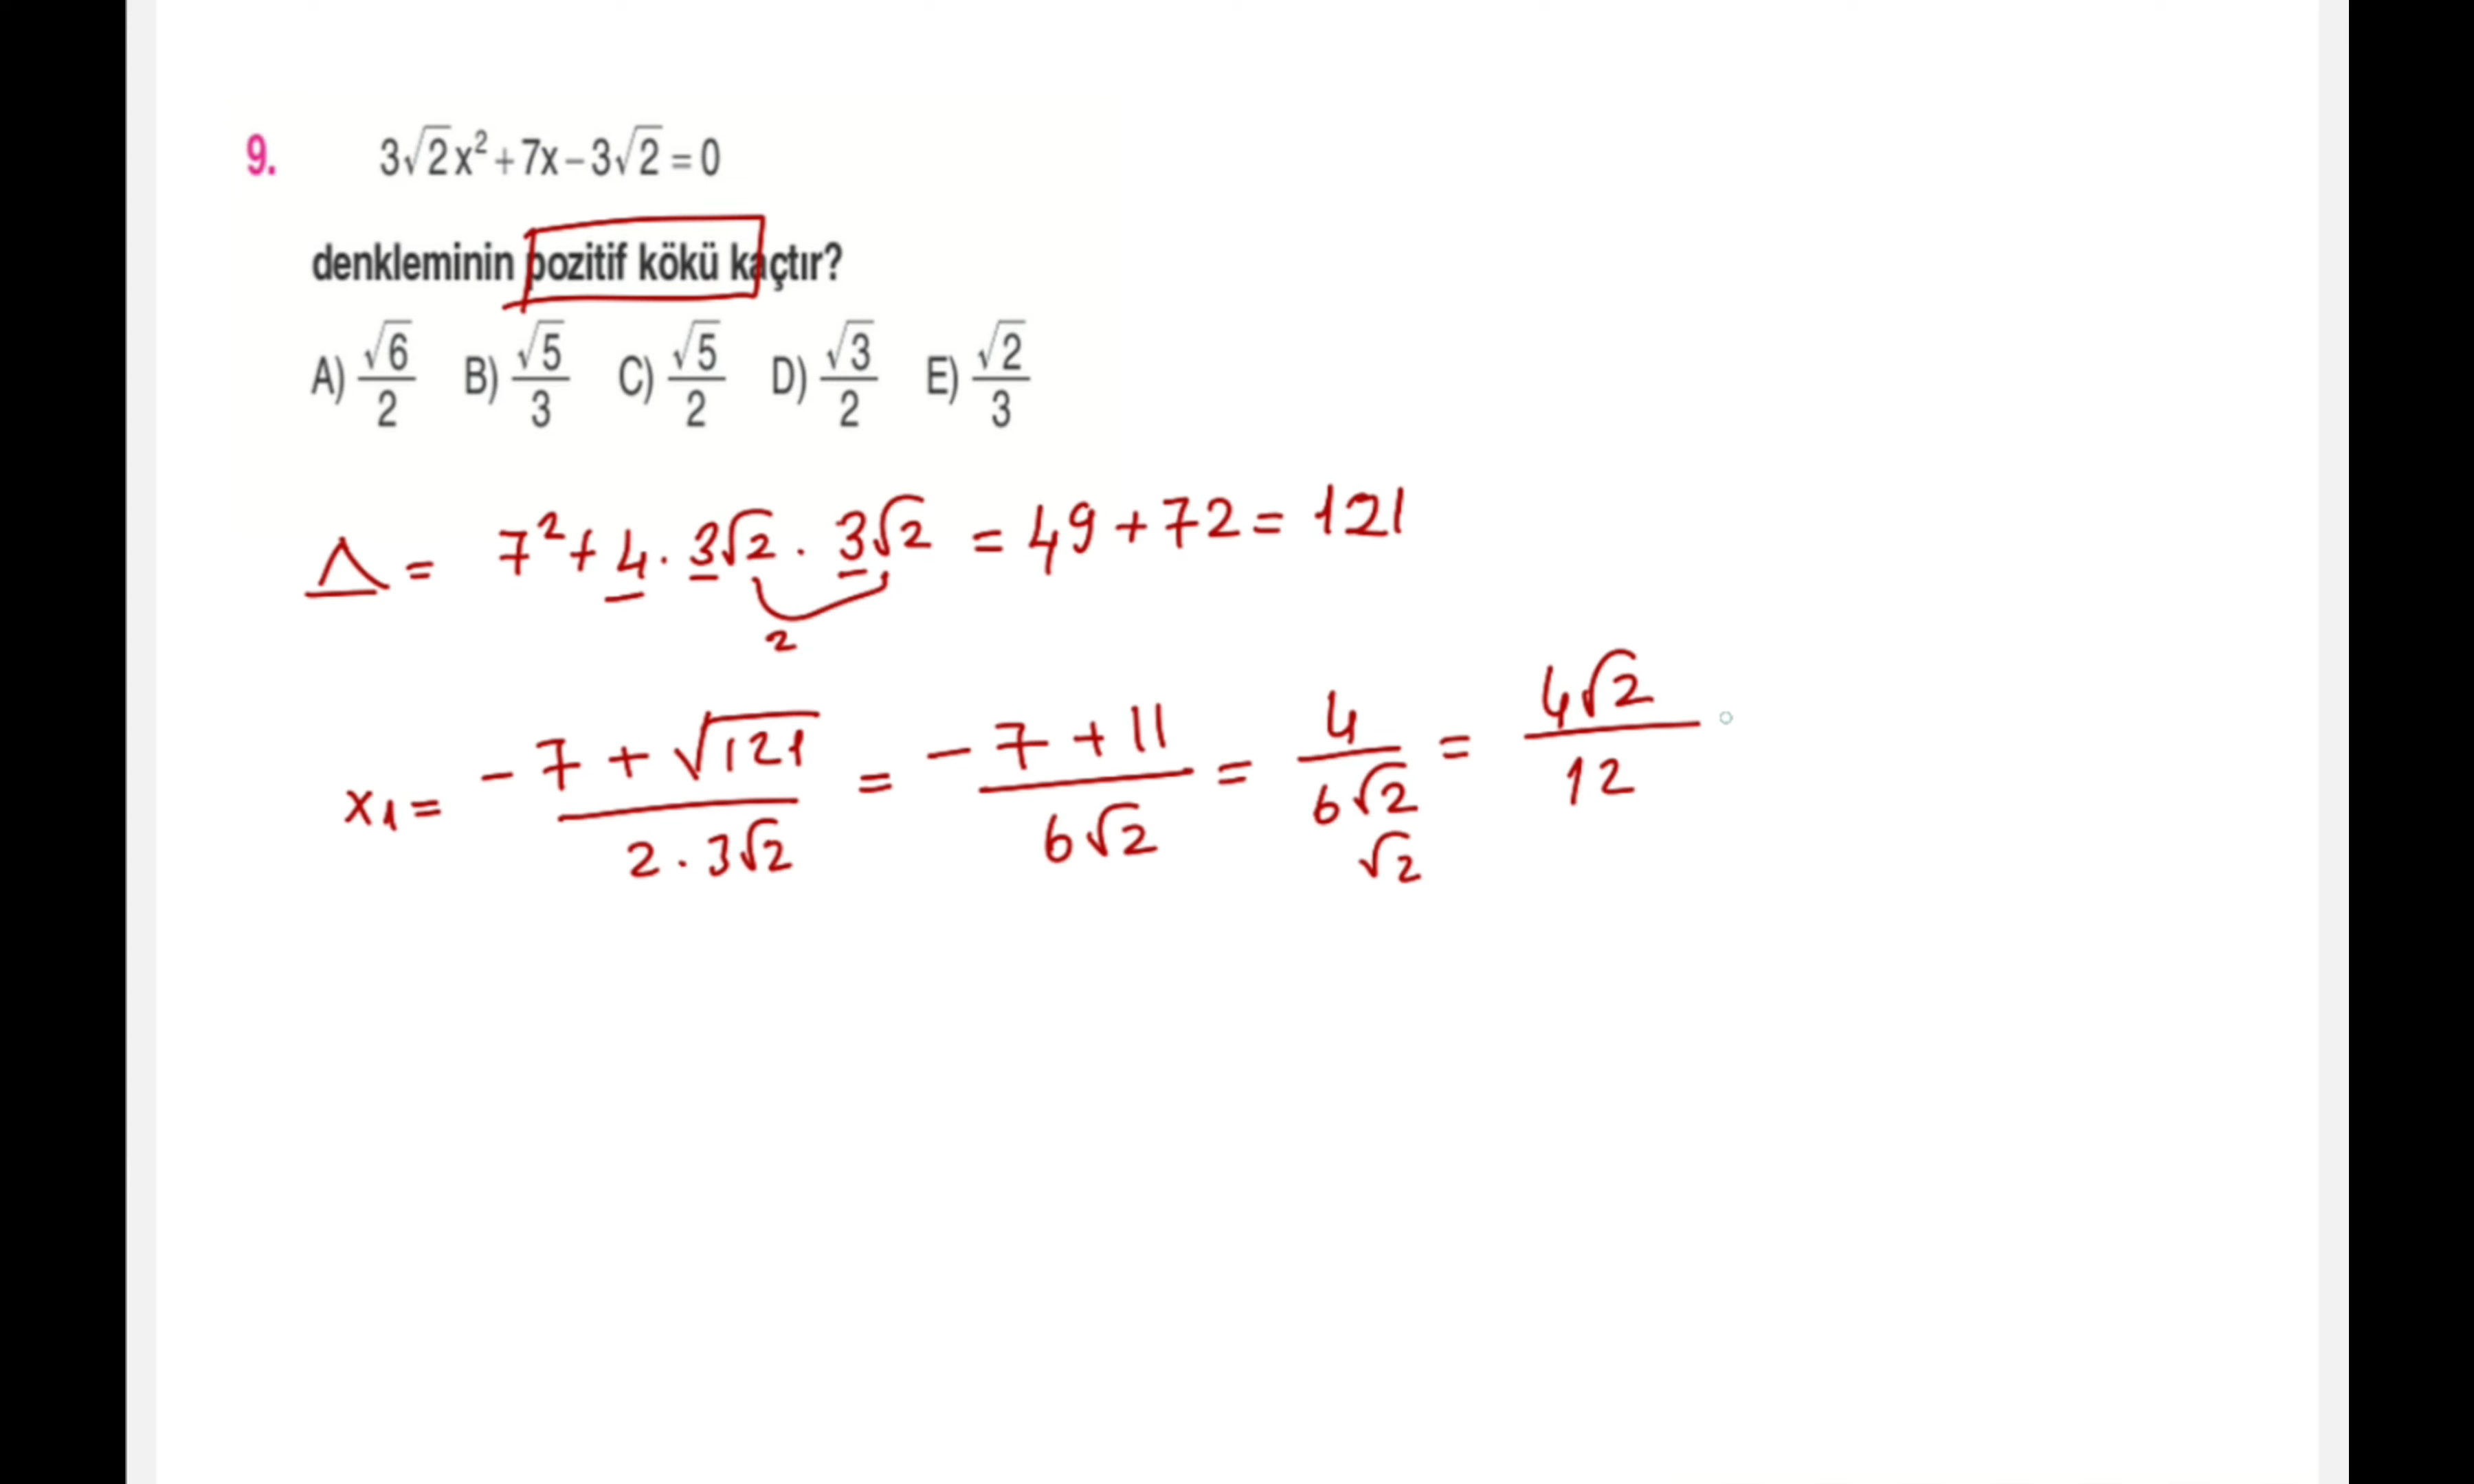 9. 3√2x² + 7x − 3√2 = 0
denkleminin pozitif kökü kaçtır?
A) √6/2 B) √5/3 C) √5/2 D) √3/2 E) √2/3
Δ = 7² + 4 · 3√2 · 3√2 = 49 + 72 = 121
2
x₁ = (−7 + √121)/(2 · 3√2) = (−7 + 11)/(6√2) = 4/(6√2) = 4√2/12
√2